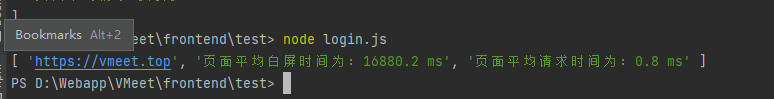 ]
Bookmarks Alt+2
Meet\frontend\test> node login.js
[ 'https://vmeet.top', '页面平均白屏时间为：16880.2 ms', '页面平均请求时间为：0.8 ms' ]
PS D:\Webapp\VMeet\frontend\test>